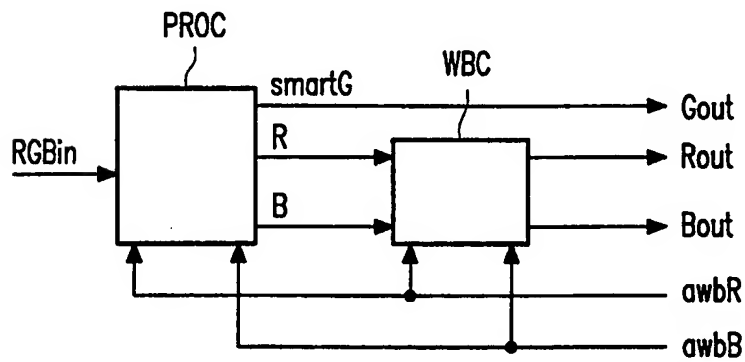 PROC
WBC
smartG
Gout
RGBin
R
Rout
B
Bout
awbR
awbB